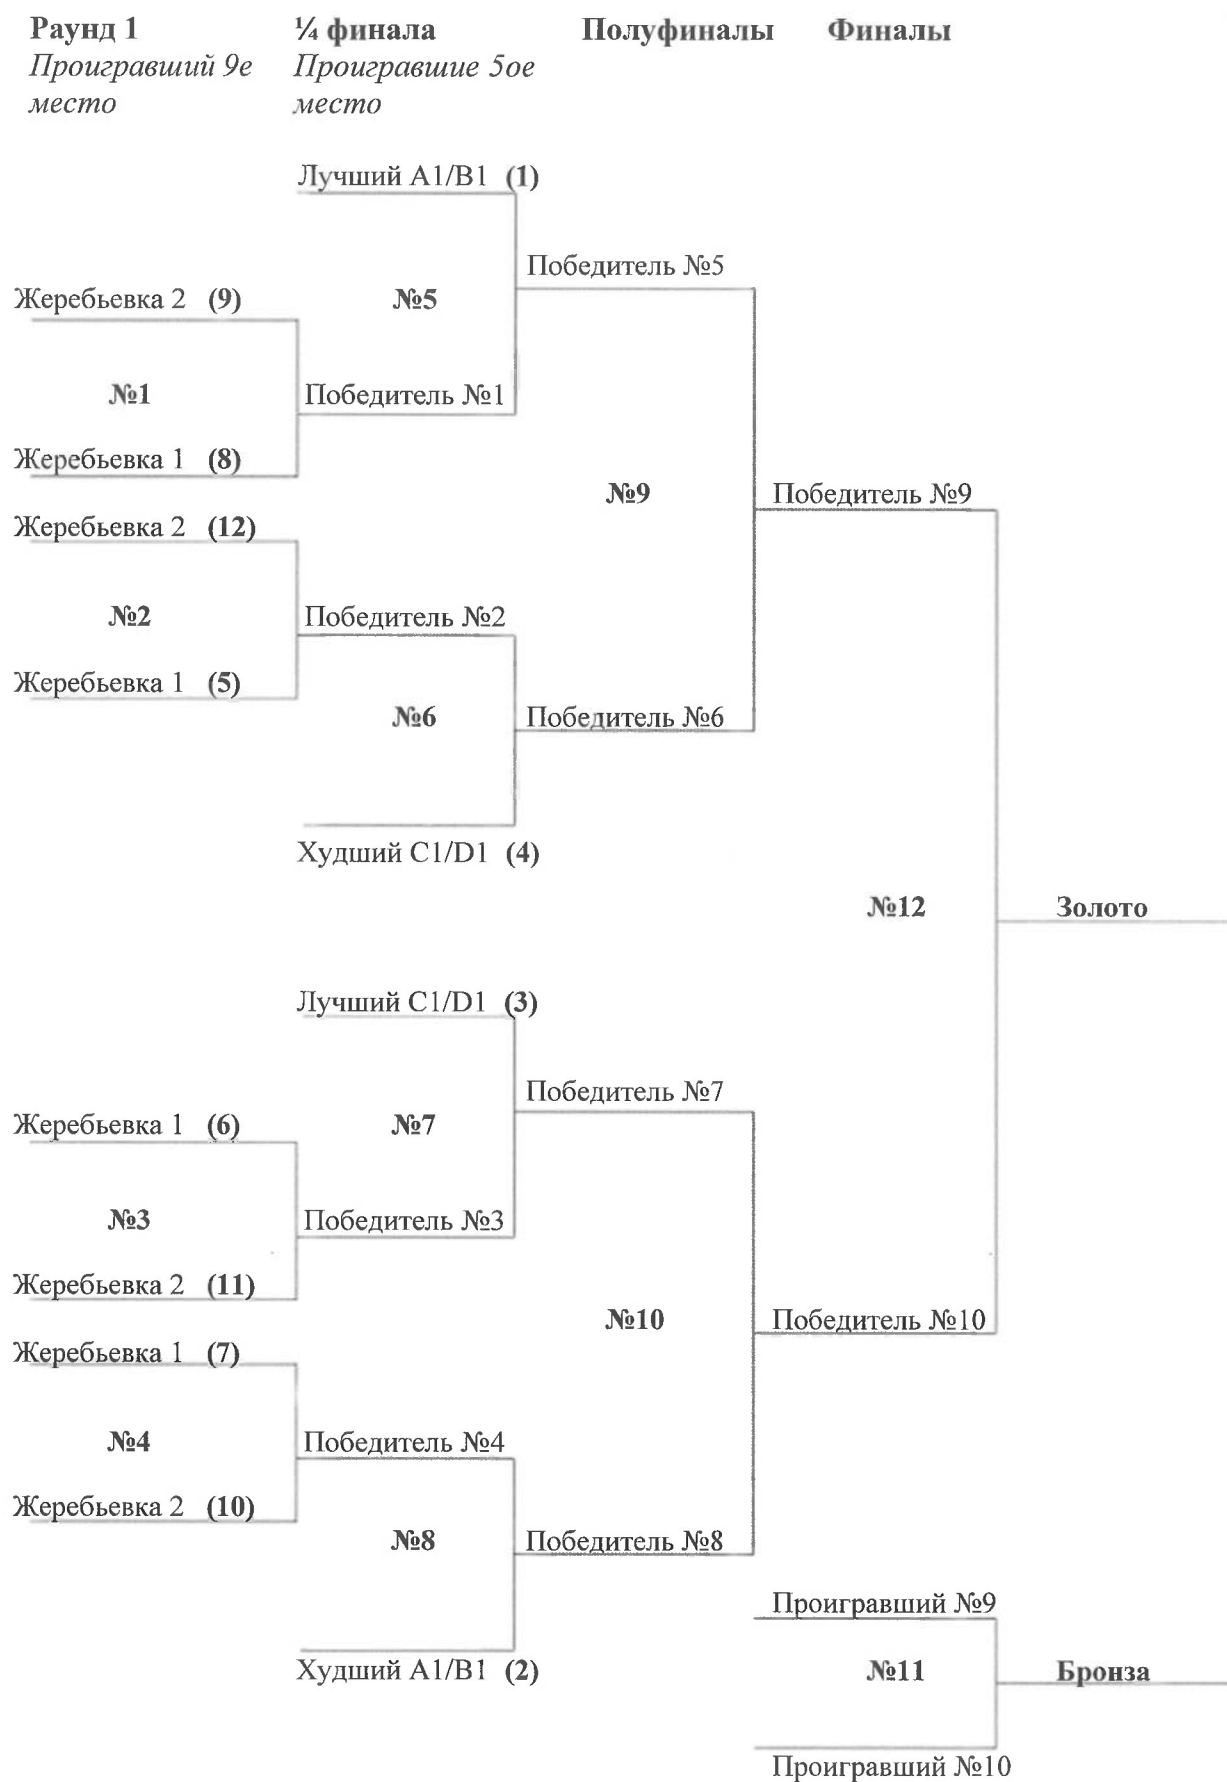 Раунд 1 ¼ финала Полуфиналы Финалы
Проигравший 9е Проигравшие 5ое
место место
Лучший A1/B1 (1)
Победитель №5
Жеребьевка 2 (9) №5
№1 Победитель №1
Жеребьевка 1 (8)
№9 Победитель №9
Жеребьевка 2 (12)
№2 Победитель №2
Жеребьевка 1 (5)
№6 Победитель №6
Худший C1/D1 (4)
№12 Золото
Лучший C1/D1 (3)
Победитель №7
Жеребьевка 1 (6) №7
№3 Победитель №3
Жеребьевка 2 (11)
№10 Победитель №10
Жеребьевка 1 (7)
№4 Победитель №4
Жеребьевка 2 (10)
№8 Победитель №8
Проигравший №9
Худший A1/B1 (2) №11 Бронза
Проигравший №10